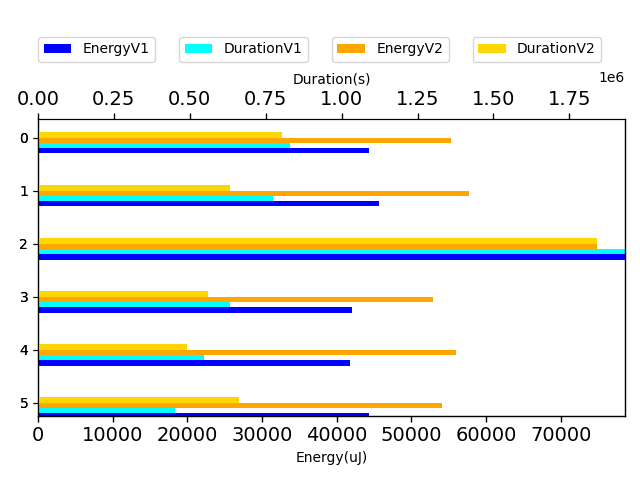 EnergyV1 DurationV1 EnergyV2 DurationV2
Duration(s)
1e6
0.00 0.25 0.50 0.75 1.00 1.25 1.50 1.75
0
1
2
3
4
5
0 10000 20000 30000 40000 50000 60000 70000
Energy(uJ)